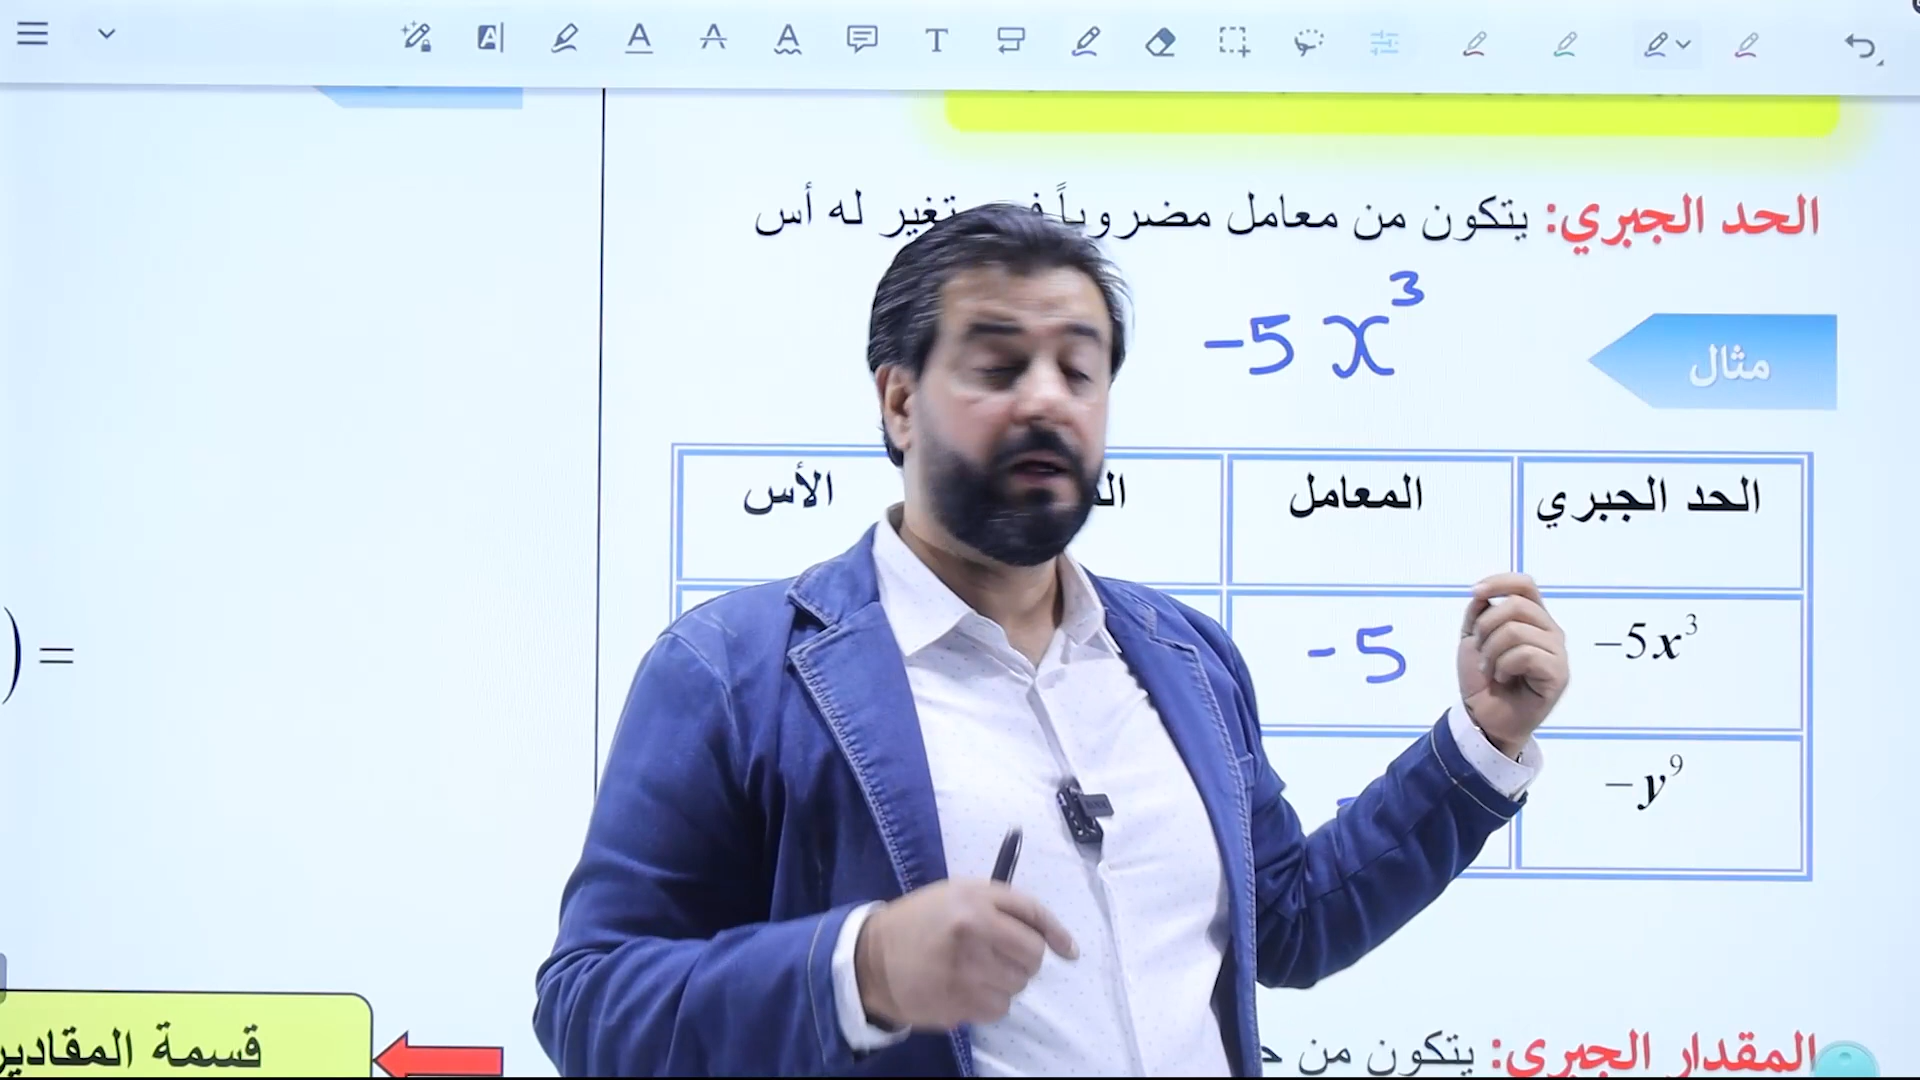 الحد الجبري: يتكون من معامل مضروباً في تغير له أس
-5 x³
مثال
الحد الجبري المعامل الأس
-5x³ -5
-y⁹
) =
المقدار الجبري: يتكون من
قسمة المقادير